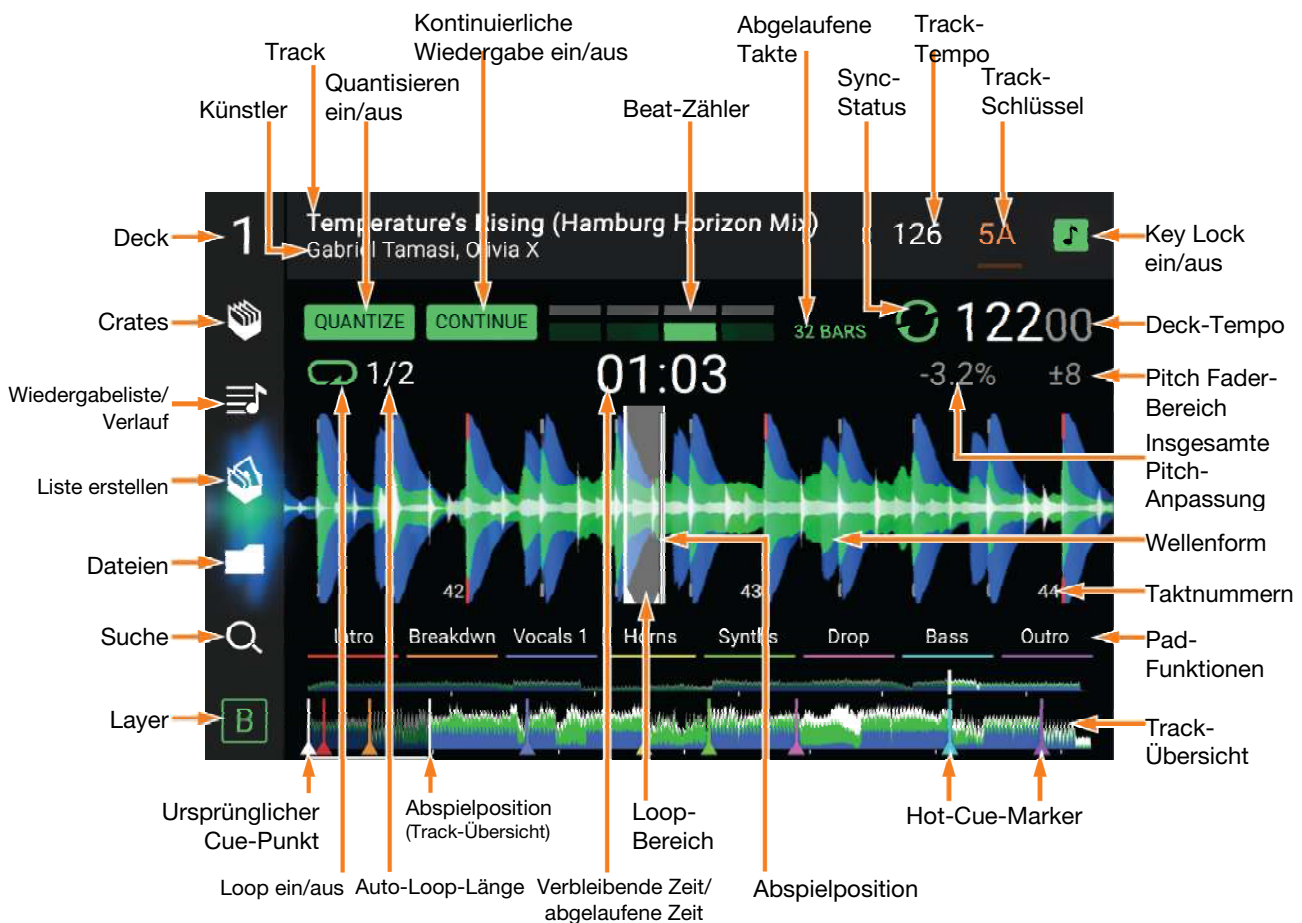 Kontinuierliche
Wiedergabe ein/aus
Abgelaufene
Takte
Track-
Tempo
Track
Quantisieren
ein/aus
Sync-
Status
Track-
Schlüssel
Künstler
Beat-Zähler
Deck
1
Temperature's Rising (Hamburg Horizon Mix)
Gabriel Tamasi, Olivia X
126
5A
Key Lock
ein/aus
Crates
QUANTIZE
CONTINUE
32 BARS
12200
Deck-Tempo
1/2
01:03
-3.2%
±8
Pitch Fader-
Bereich
Wiedergabeliste/
Verlauf
Insgesamte
Pitch-
Anpassung
Liste erstellen
Wellenform
Dateien
42
43
44
Taktnummern
Suche
Intro
Breakdwn
Vocals 1
Horns
Synths
Drop
Bass
Outro
Pad-
Funktionen
Layer
B
Track-
Übersicht
Ursprünglicher
Cue-Punkt
Abspielposition
(Track-Übersicht)
Loop-
Bereich
Hot-Cue-Marker
Loop ein/aus
Auto-Loop-Länge
Verbleibende Zeit/
abgelaufene Zeit
Abspielposition